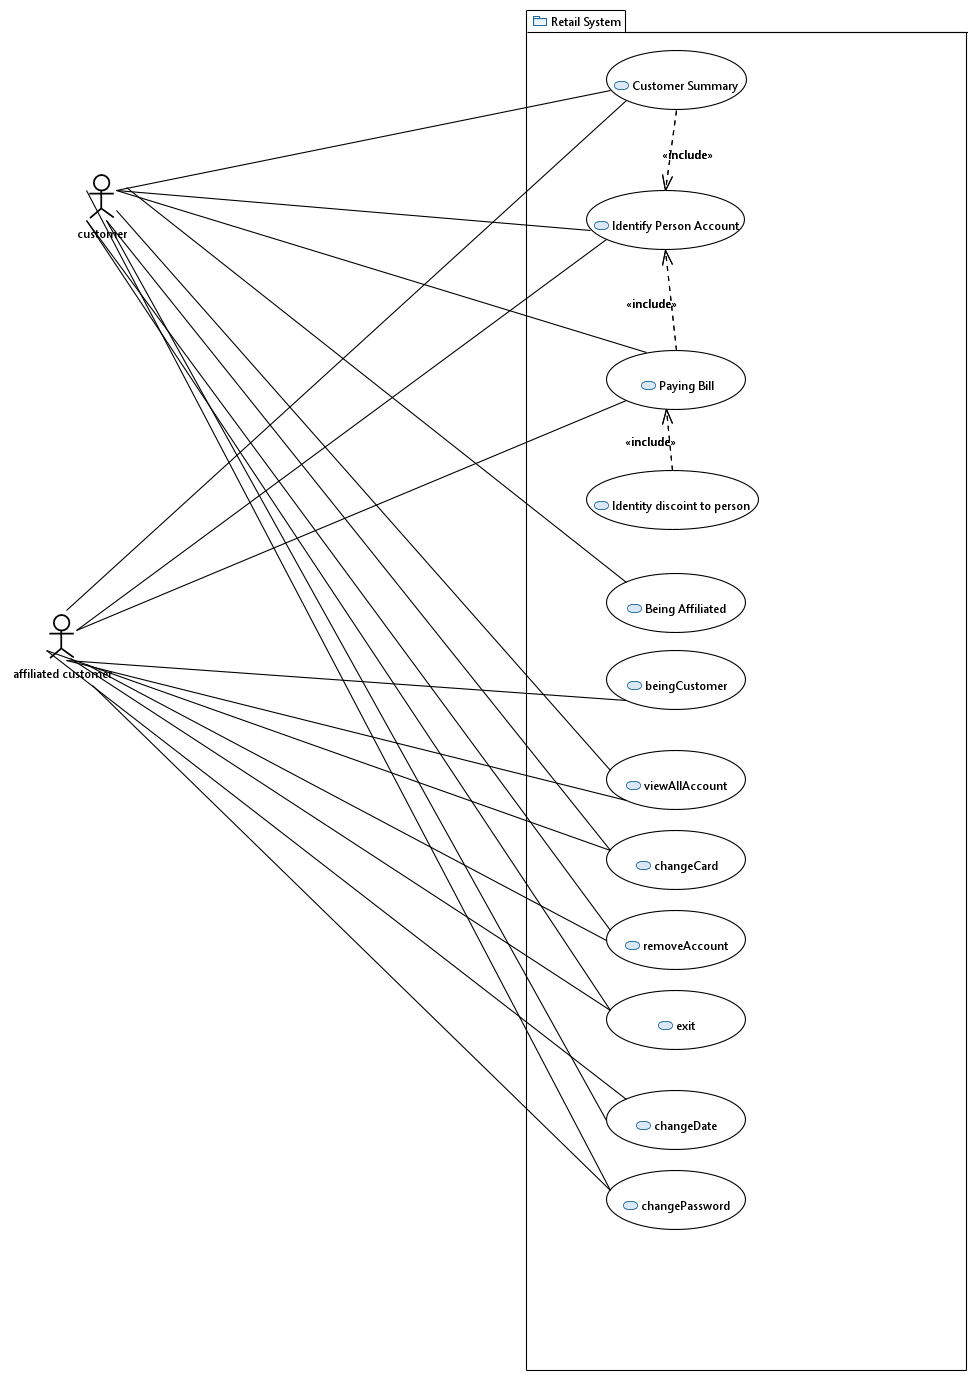 Retail System
Customer Summary
«include»
customer
Identify Person Account
«include»
Paying Bill
«include»
Identity discoint to person
Being Affiliated
affiliated customer
beingCustomer
viewAllAccount
changeCard
removeAccount
exit
changeDate
changePassword